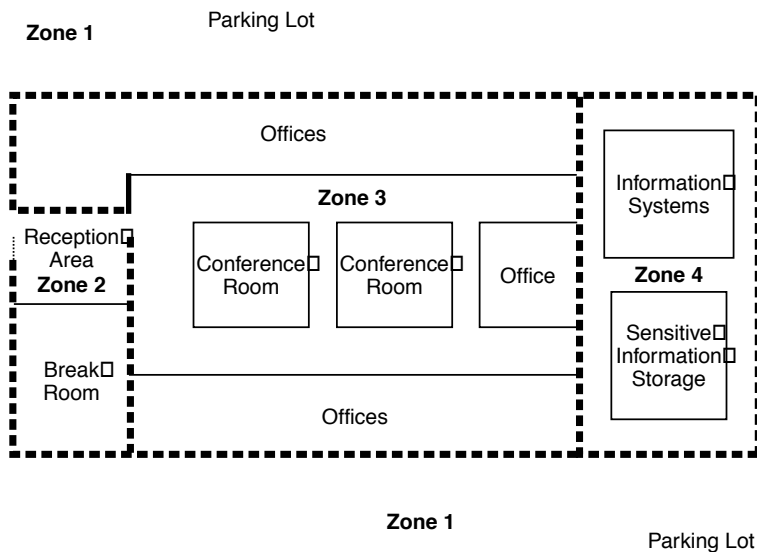 Parking Lot
Zone 1
Offices
Zone 3
Information
Systems
Reception
Area
Zone 2
Conference
Room
Conference
Room
Office
Zone 4
Sensitive
Information
Storage
Break
Room
Offices
Zone 1
Parking Lot